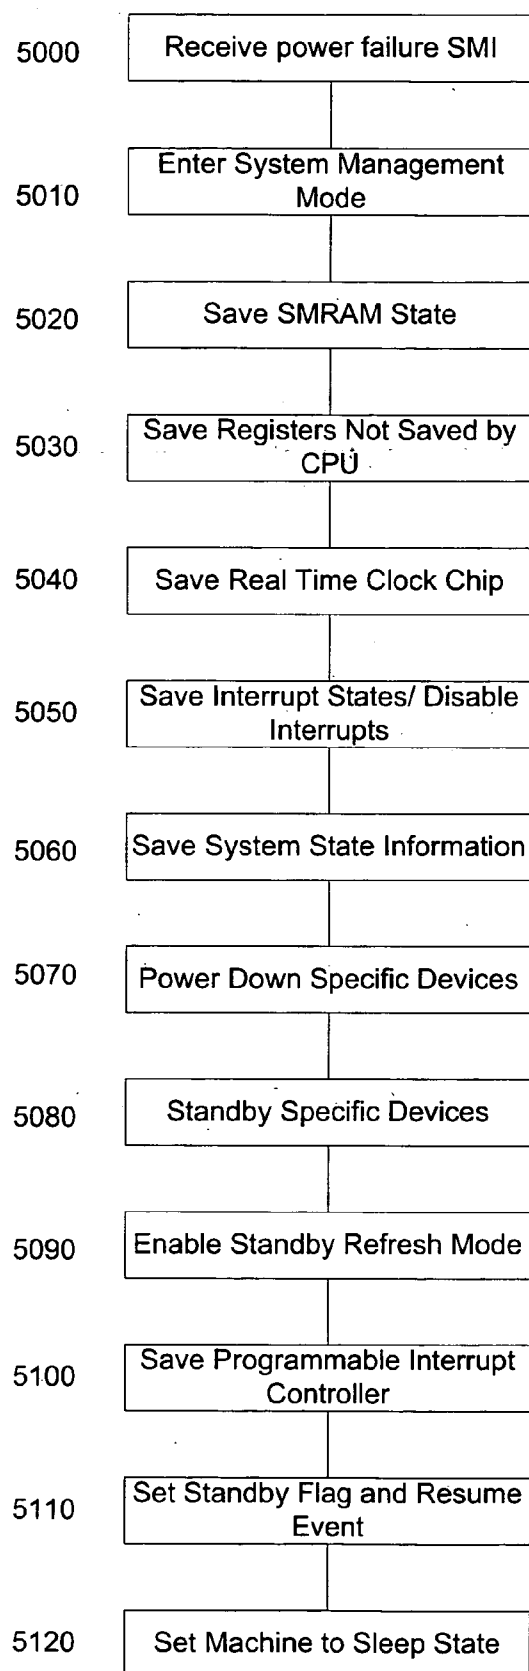 5000 Receive power failure SMI
5010 Enter System Management
Mode
5020 Save SMRAM State
5030 Save Registers Not Saved by
CPU
5040 Save Real Time Clock Chip
5050 Save Interrupt States/ Disable
Interrupts
5060 Save System State Information
5070 Power Down Specific Devices
5080 Standby Specific Devices
5090 Enable Standby Refresh Mode
5100 Save Programmable Interrupt
Controller
5110 Set Standby Flag and Resume
Event
5120 Set Machine to Sleep State